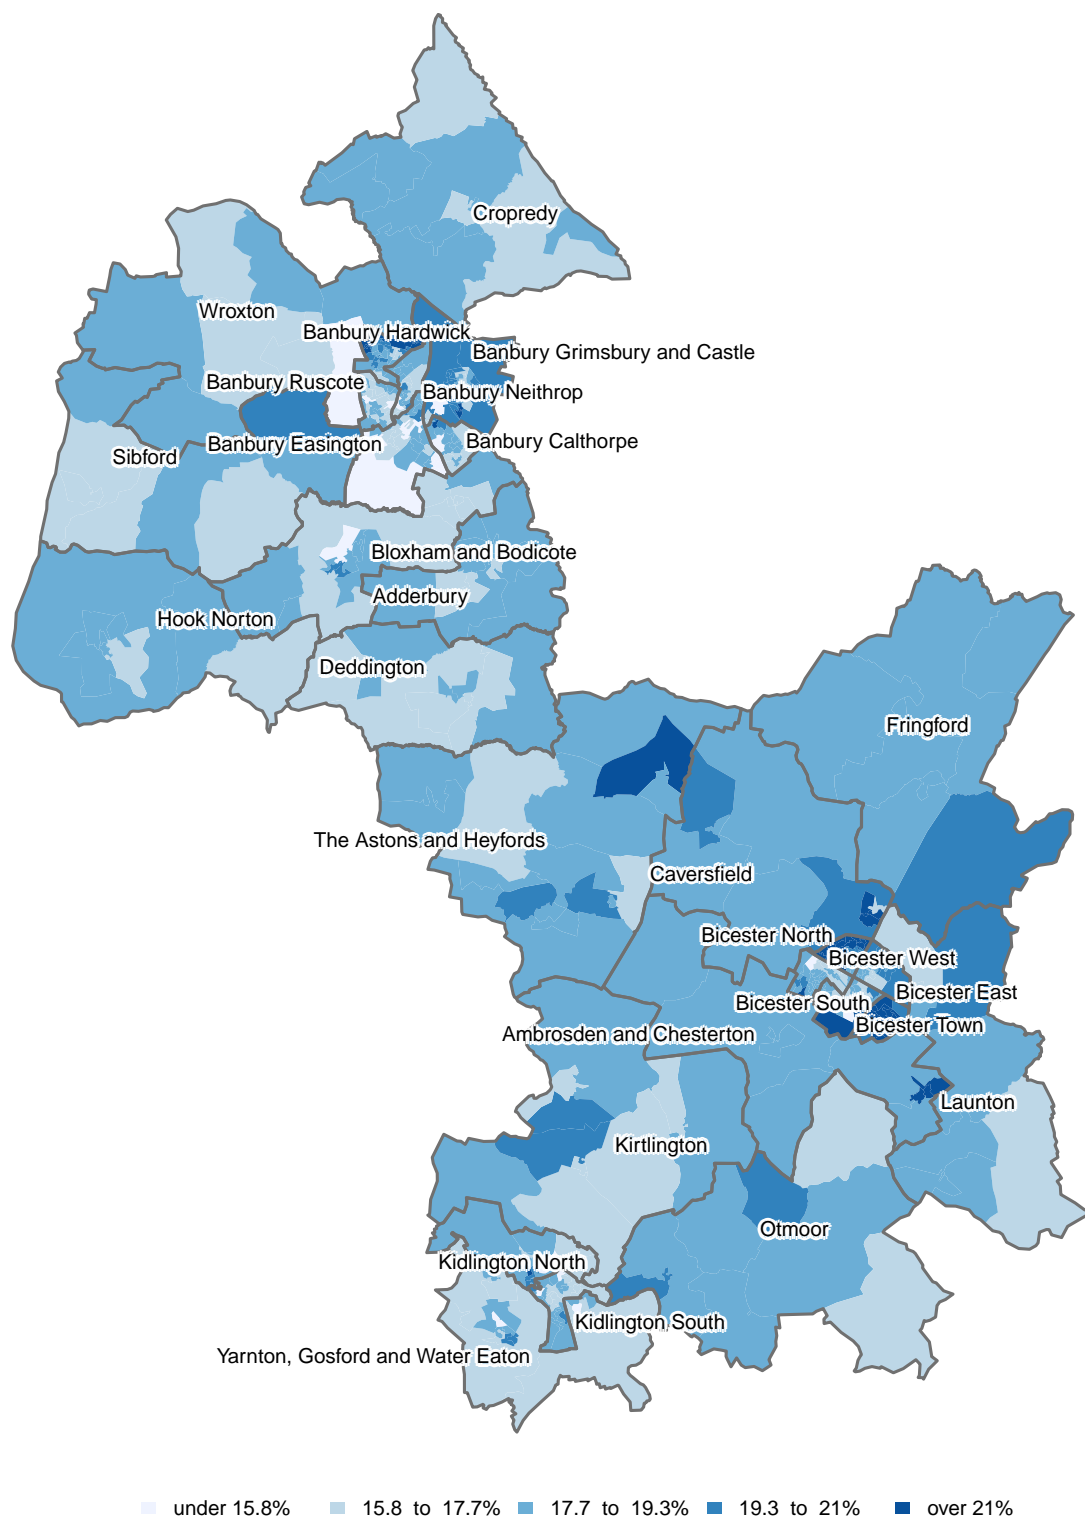 Cropredy
Wroxton
Banbury Hardwick
Banbury Grimsbury and Castle
Banbury Ruscote
Banbury Neithrop
Banbury Easington
Banbury Calthorpe
Sibford
Bloxham and Bodicote
Adderbury
Hook Norton
Deddington
Fringford
The Astons and Heyfords
Caversfield
Bicester North
Bicester West
Bicester East
Bicester South
Bicester Town
Ambrosden and Chesterton
Launton
Kirtlington
Otmoor
Kidlington North
Kidlington South
Yarnton, Gosford and Water Eaton
under 15.8% 15.8 to 17.7% 17.7 to 19.3% 19.3 to 21% over 21%